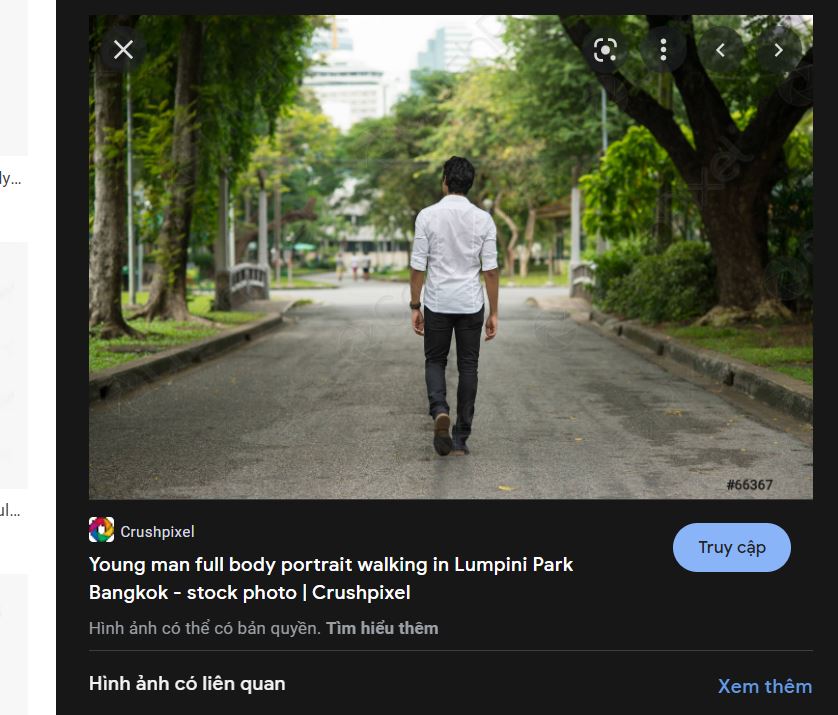 ly...
#66367
Crushpixel
Truy cập
Young man full body portrait walking in Lumpini Park
Bangkok - stock photo | Crushpixel
ul...
Hình ảnh có thể có bản quyền. Tìm hiểu thêm
Hình ảnh có liên quan
Xem thêm